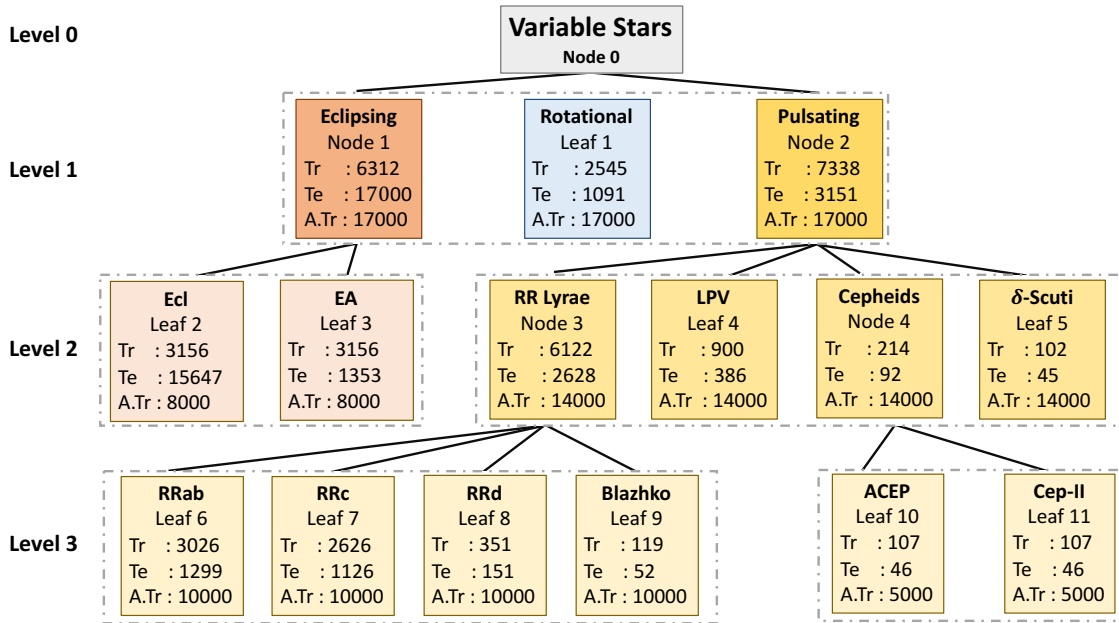 Level 0
Variable Stars
Node 0
Level 1
Eclipsing
Node 1
Tr : 6312
Te : 17000
A.Tr : 17000
Rotational
Leaf 1
Tr : 2545
Te : 1091
A.Tr : 17000
Pulsating
Node 2
Tr : 7338
Te : 3151
A.Tr : 17000
Level 2
Ecl
Leaf 2
Tr : 3156
Te : 15647
A.Tr : 8000
EA
Leaf 3
Tr : 3156
Te : 1353
A.Tr : 8000
RR Lyrae
Node 3
Tr : 6122
Te : 2628
A.Tr : 14000
LPV
Leaf 4
Tr : 900
Te : 386
A.Tr : 14000
Cepheids
Node 4
Tr : 214
Te : 92
A.Tr : 14000
δ-Scuti
Leaf 5
Tr : 102
Te : 45
A.Tr : 14000
Level 3
RRab
Leaf 6
Tr : 3026
Te : 1299
A.Tr : 10000
RRc
Leaf 7
Tr : 2626
Te : 1126
A.Tr : 10000
RRd
Leaf 8
Tr : 351
Te : 151
A.Tr : 10000
Blazhko
Leaf 9
Tr : 119
Te : 52
A.Tr : 10000
ACEP
Leaf 10
Tr : 107
Te : 46
A.Tr : 5000
Cep-II
Leaf 11
Tr : 107
Te : 46
A.Tr : 5000